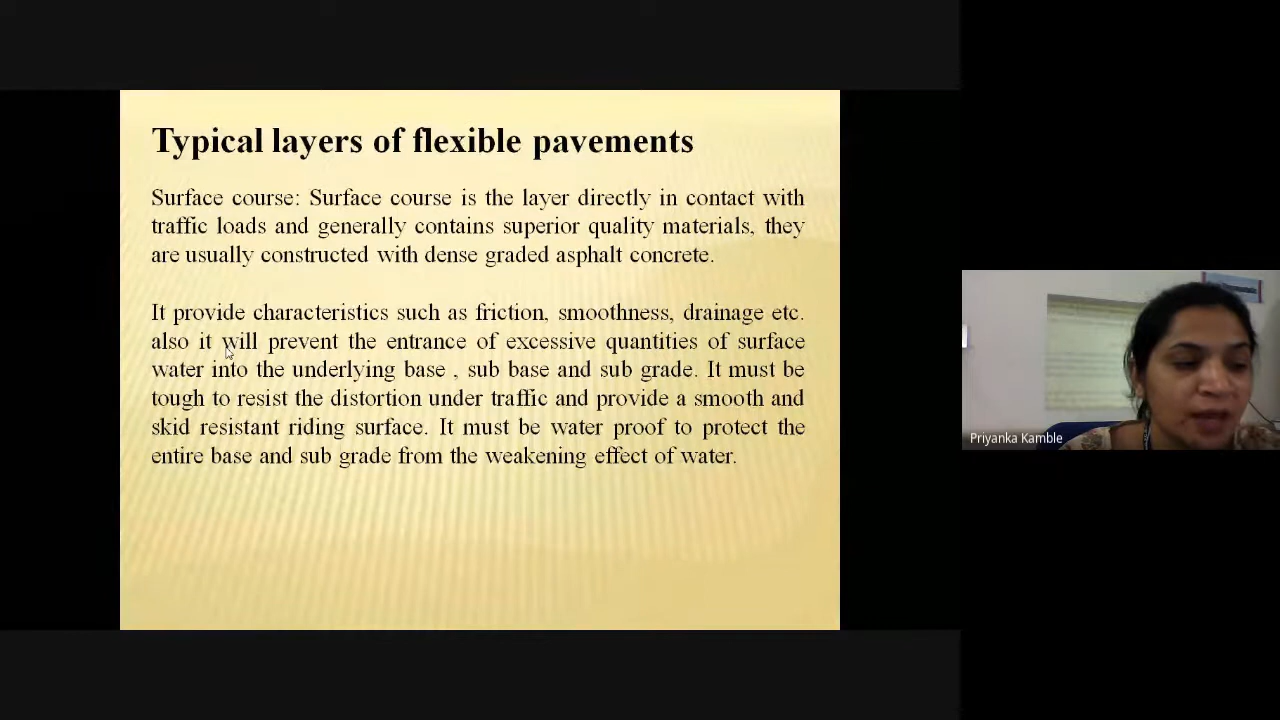 Typical layers of flexible pavements
Surface course: Surface course is the layer directly in contact with
traffic loads and generally contains superior quality materials, they
are usually constructed with dense graded asphalt concrete.
It provide characteristics such as friction, smoothness, drainage etc.
also it will prevent the entrance of excessive quantities of surface
water into the underlying base , sub base and sub grade. It must be
tough to resist the distortion under traffic and provide a smooth and
skid resistant riding surface. It must be water proof to protect the
entire base and sub grade from the weakening effect of water.
Priyanka Kamble